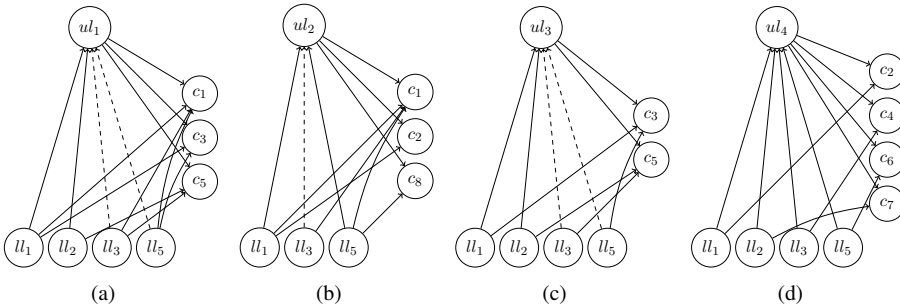 ul₁ ul₂ ul₃ ul₄
c₁ c₁ c₃ c₂
c₃ c₂ c₅ c₄
c₅ c₈ c₆
c₇
ll₁ ll₂ ll₃ ll₅ ll₁ ll₃ ll₅ ll₁ ll₂ ll₃ ll₅ ll₁ ll₂ ll₃ ll₅
(a) (b) (c) (d)